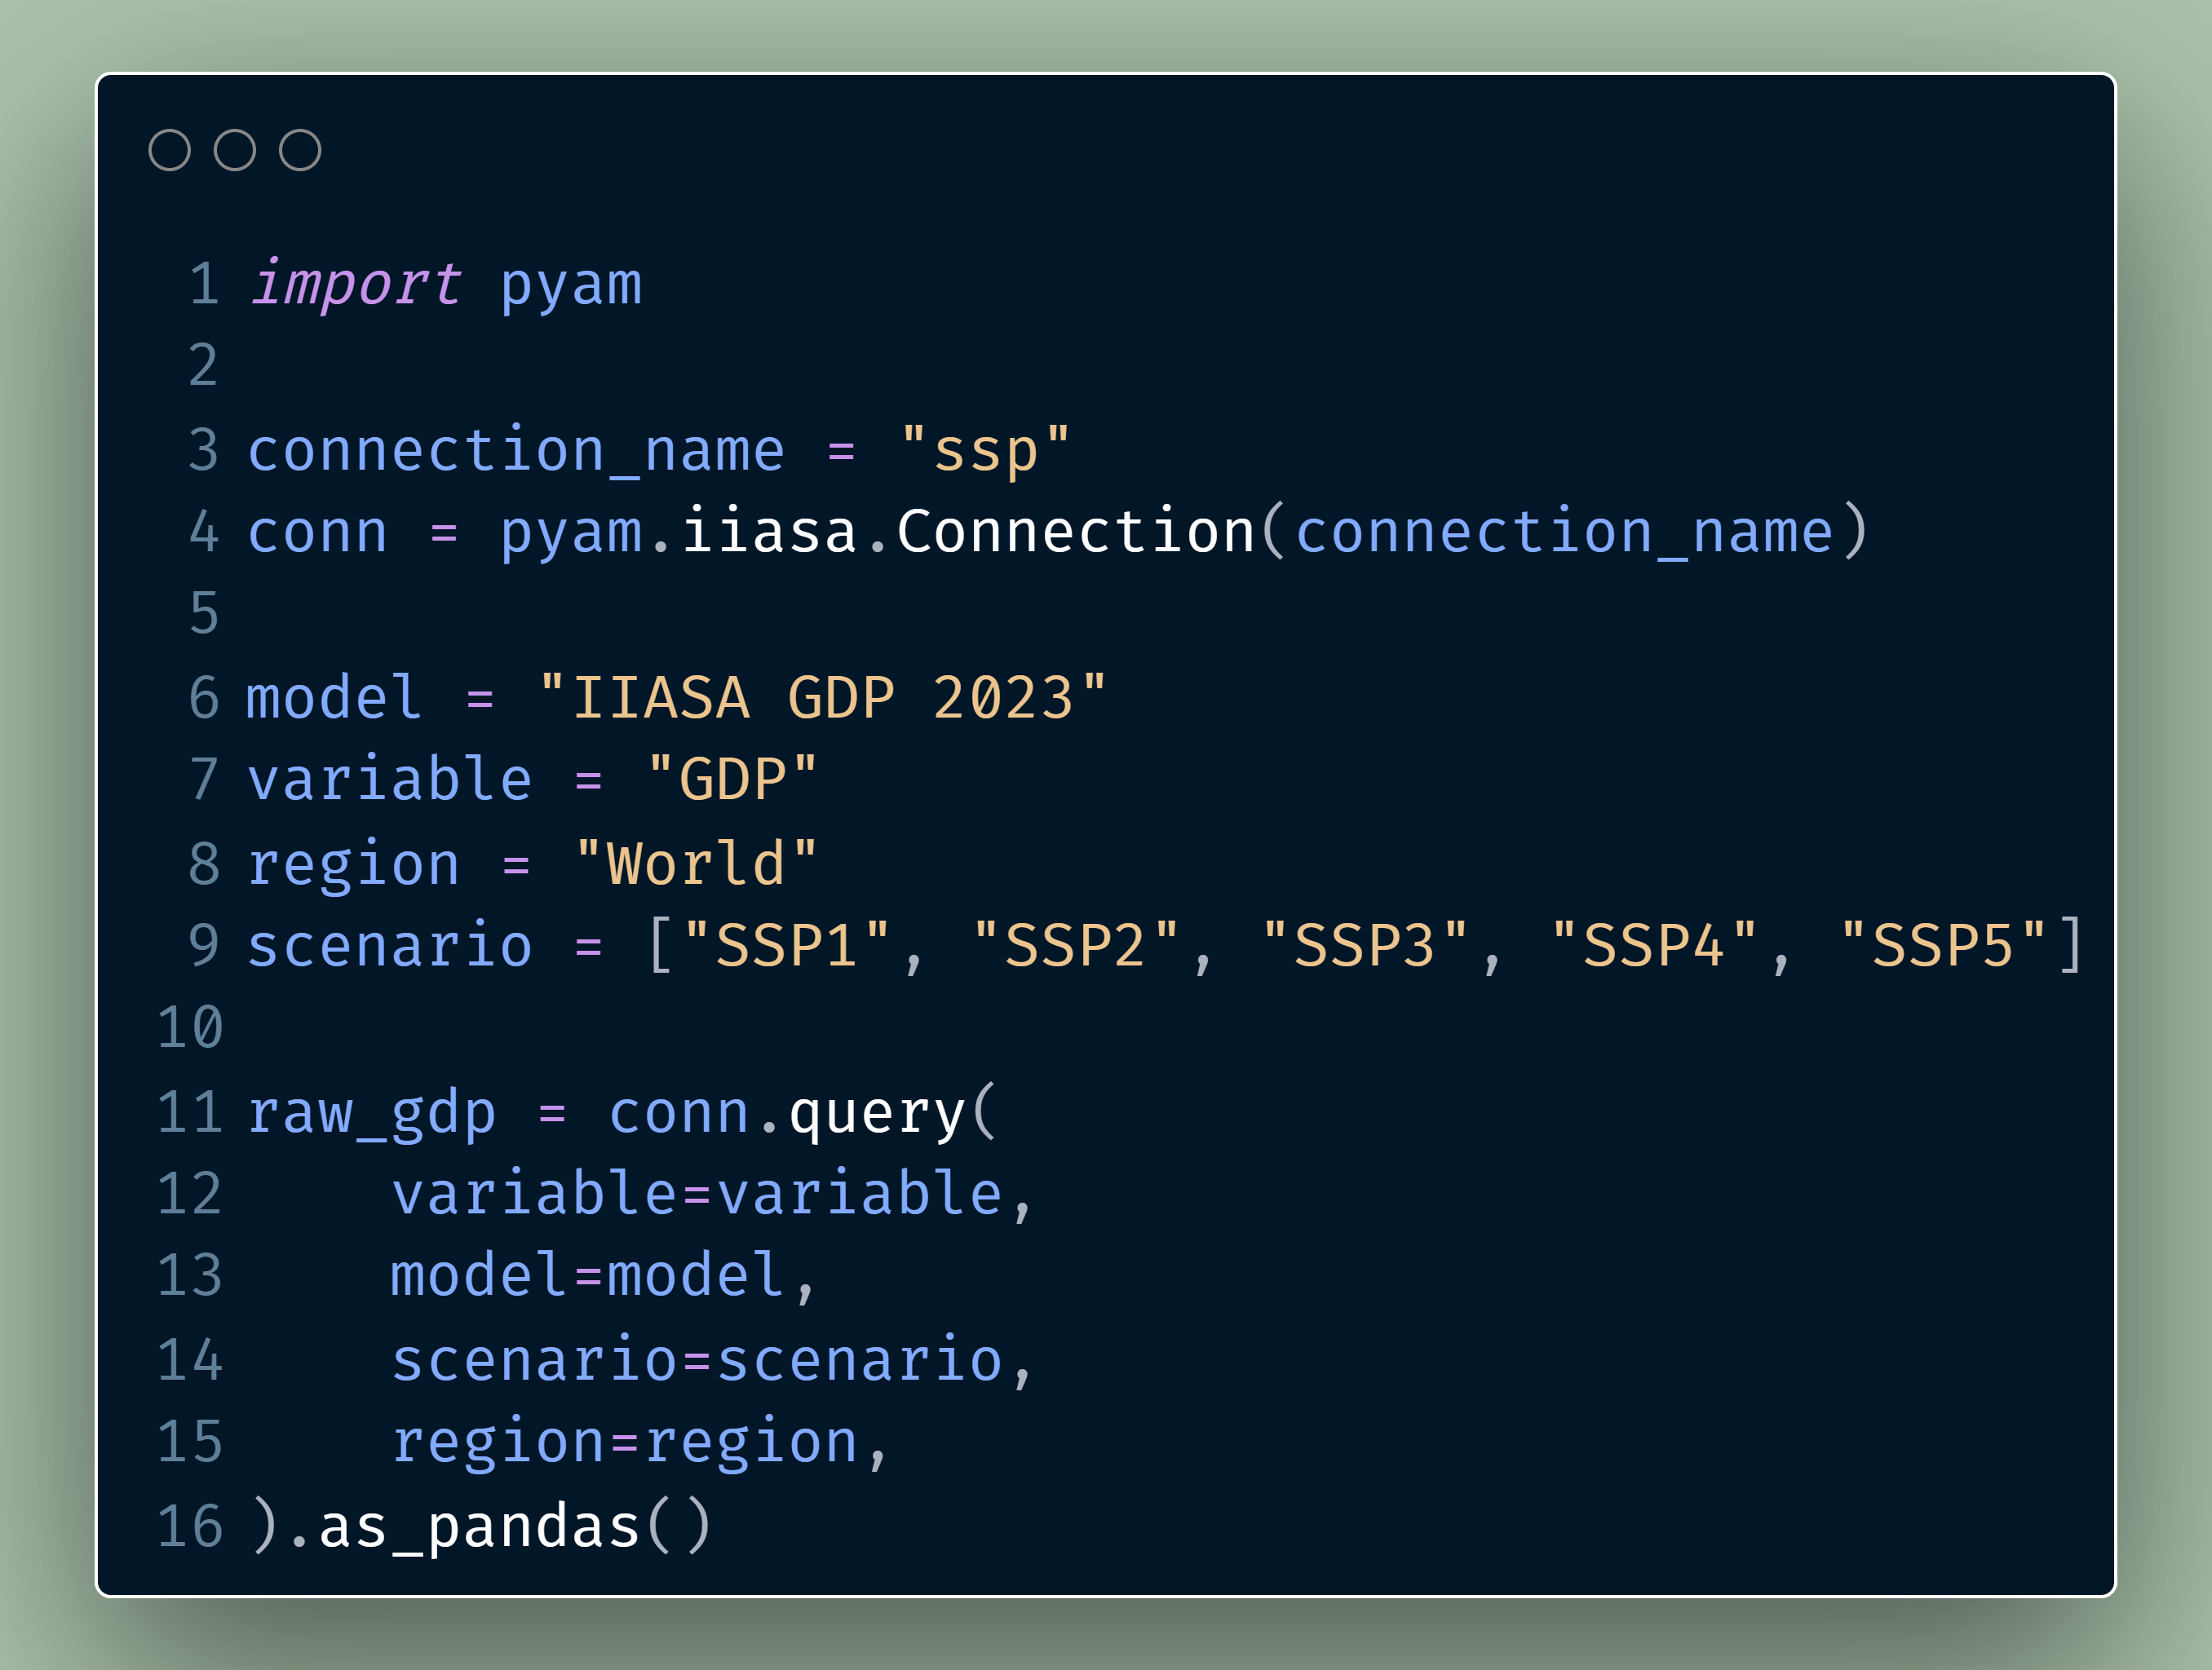 1 import pyam
2
3 connection_name = "ssp"
4 conn = pyam.iiasa.Connection(connection_name)
5
6 model = "IIASA GDP 2023"
7 variable = "GDP"
8 region = "World"
9 scenario = ["SSP1", "SSP2", "SSP3", "SSP4", "SSP5"]
10
11 raw_gdp = conn.query(
12     variable=variable,
13     model=model,
14     scenario=scenario,
15     region=region,
16 ).as_pandas()